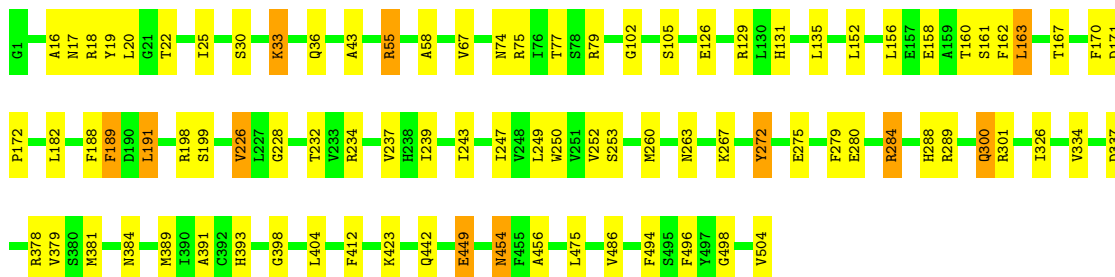 G1 A16 N17 R18 Y19 L20 G21 T22 I25 S30 K33 Q36 A43 R55 A58 V67 N74 R75 I76 T77 S78 R79 G102 S105 E126 R129 L130 H131 L135 L152 L156 E157 E158 A159 T160 S161 F162 L163 T167 F170
P172 L182 F188 F189 D190 L191 R198 S199 V226 L227 G228 T232 V233 R234 V237 H238 I239 I243 I247 V248 L249 W250 V251 V252 S253 M260 N263 K267 Y272 E275 F279 E280 R284 H288 R289 Q300 R301 I326 V334
R378 V379 S380 M381 N384 M389 I390 A391 C392 H393 G398 L404 F412 K423 Q442 E449 N454 F455 A456 L475 V486 F494 S495 F496 Y497 G498 V504